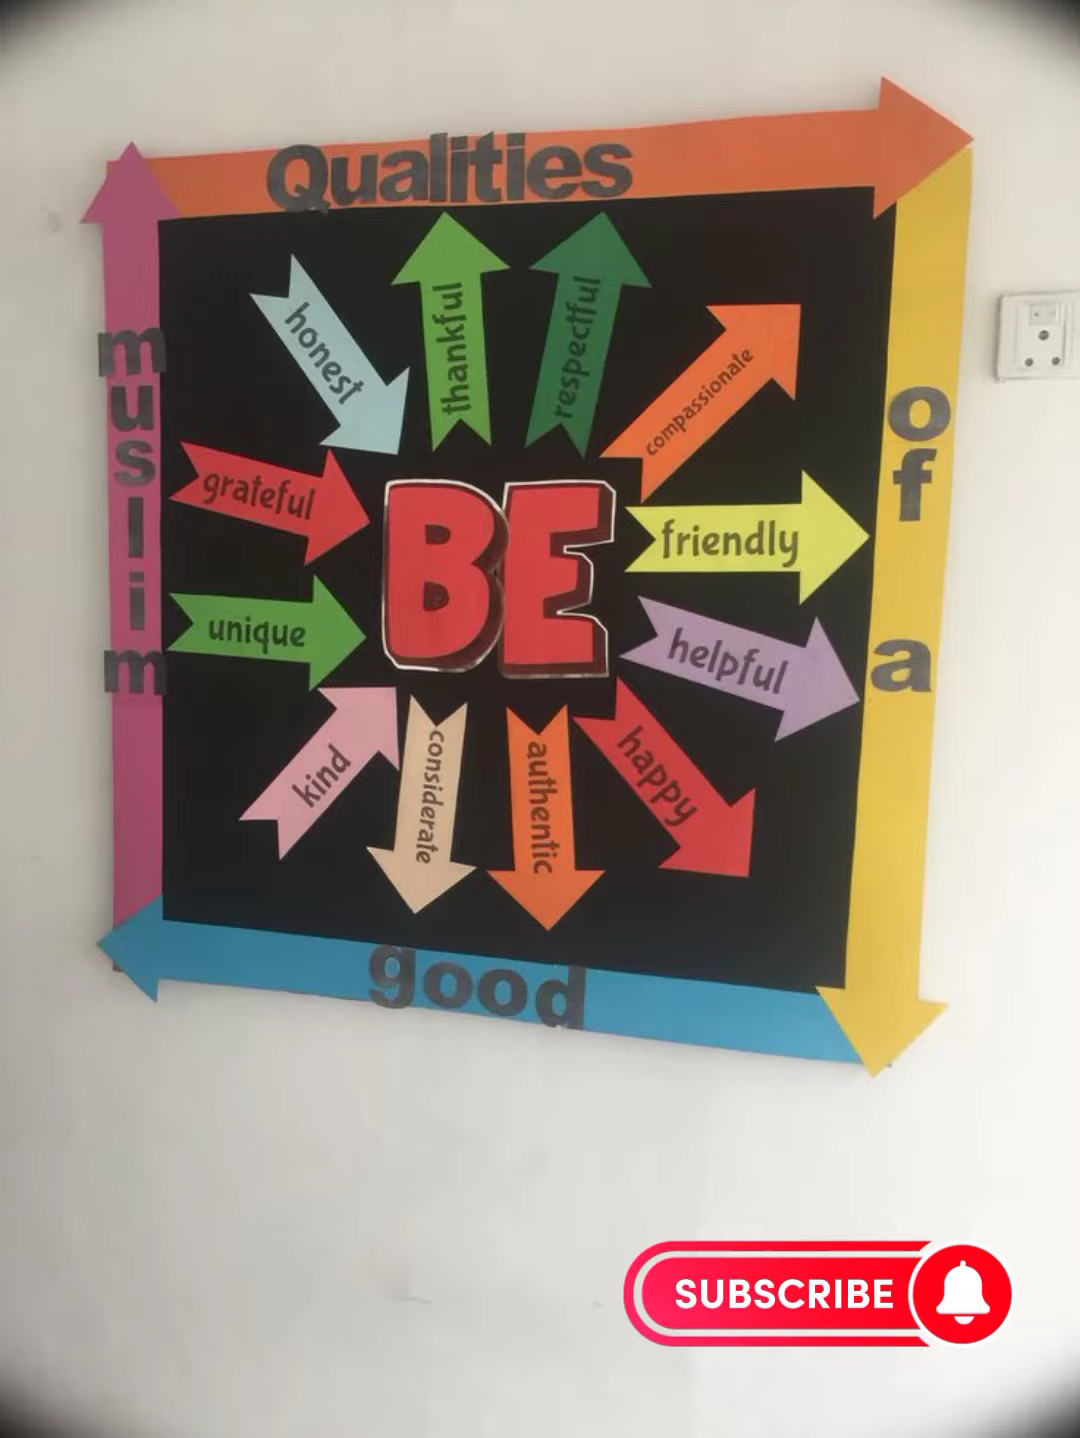 Qualities
of
a
good
muslim
BE
honest
thankful
respectful
compassionate
friendly
helpful
happy
authentic
considerate
kind
unique
grateful
SUBSCRIBE